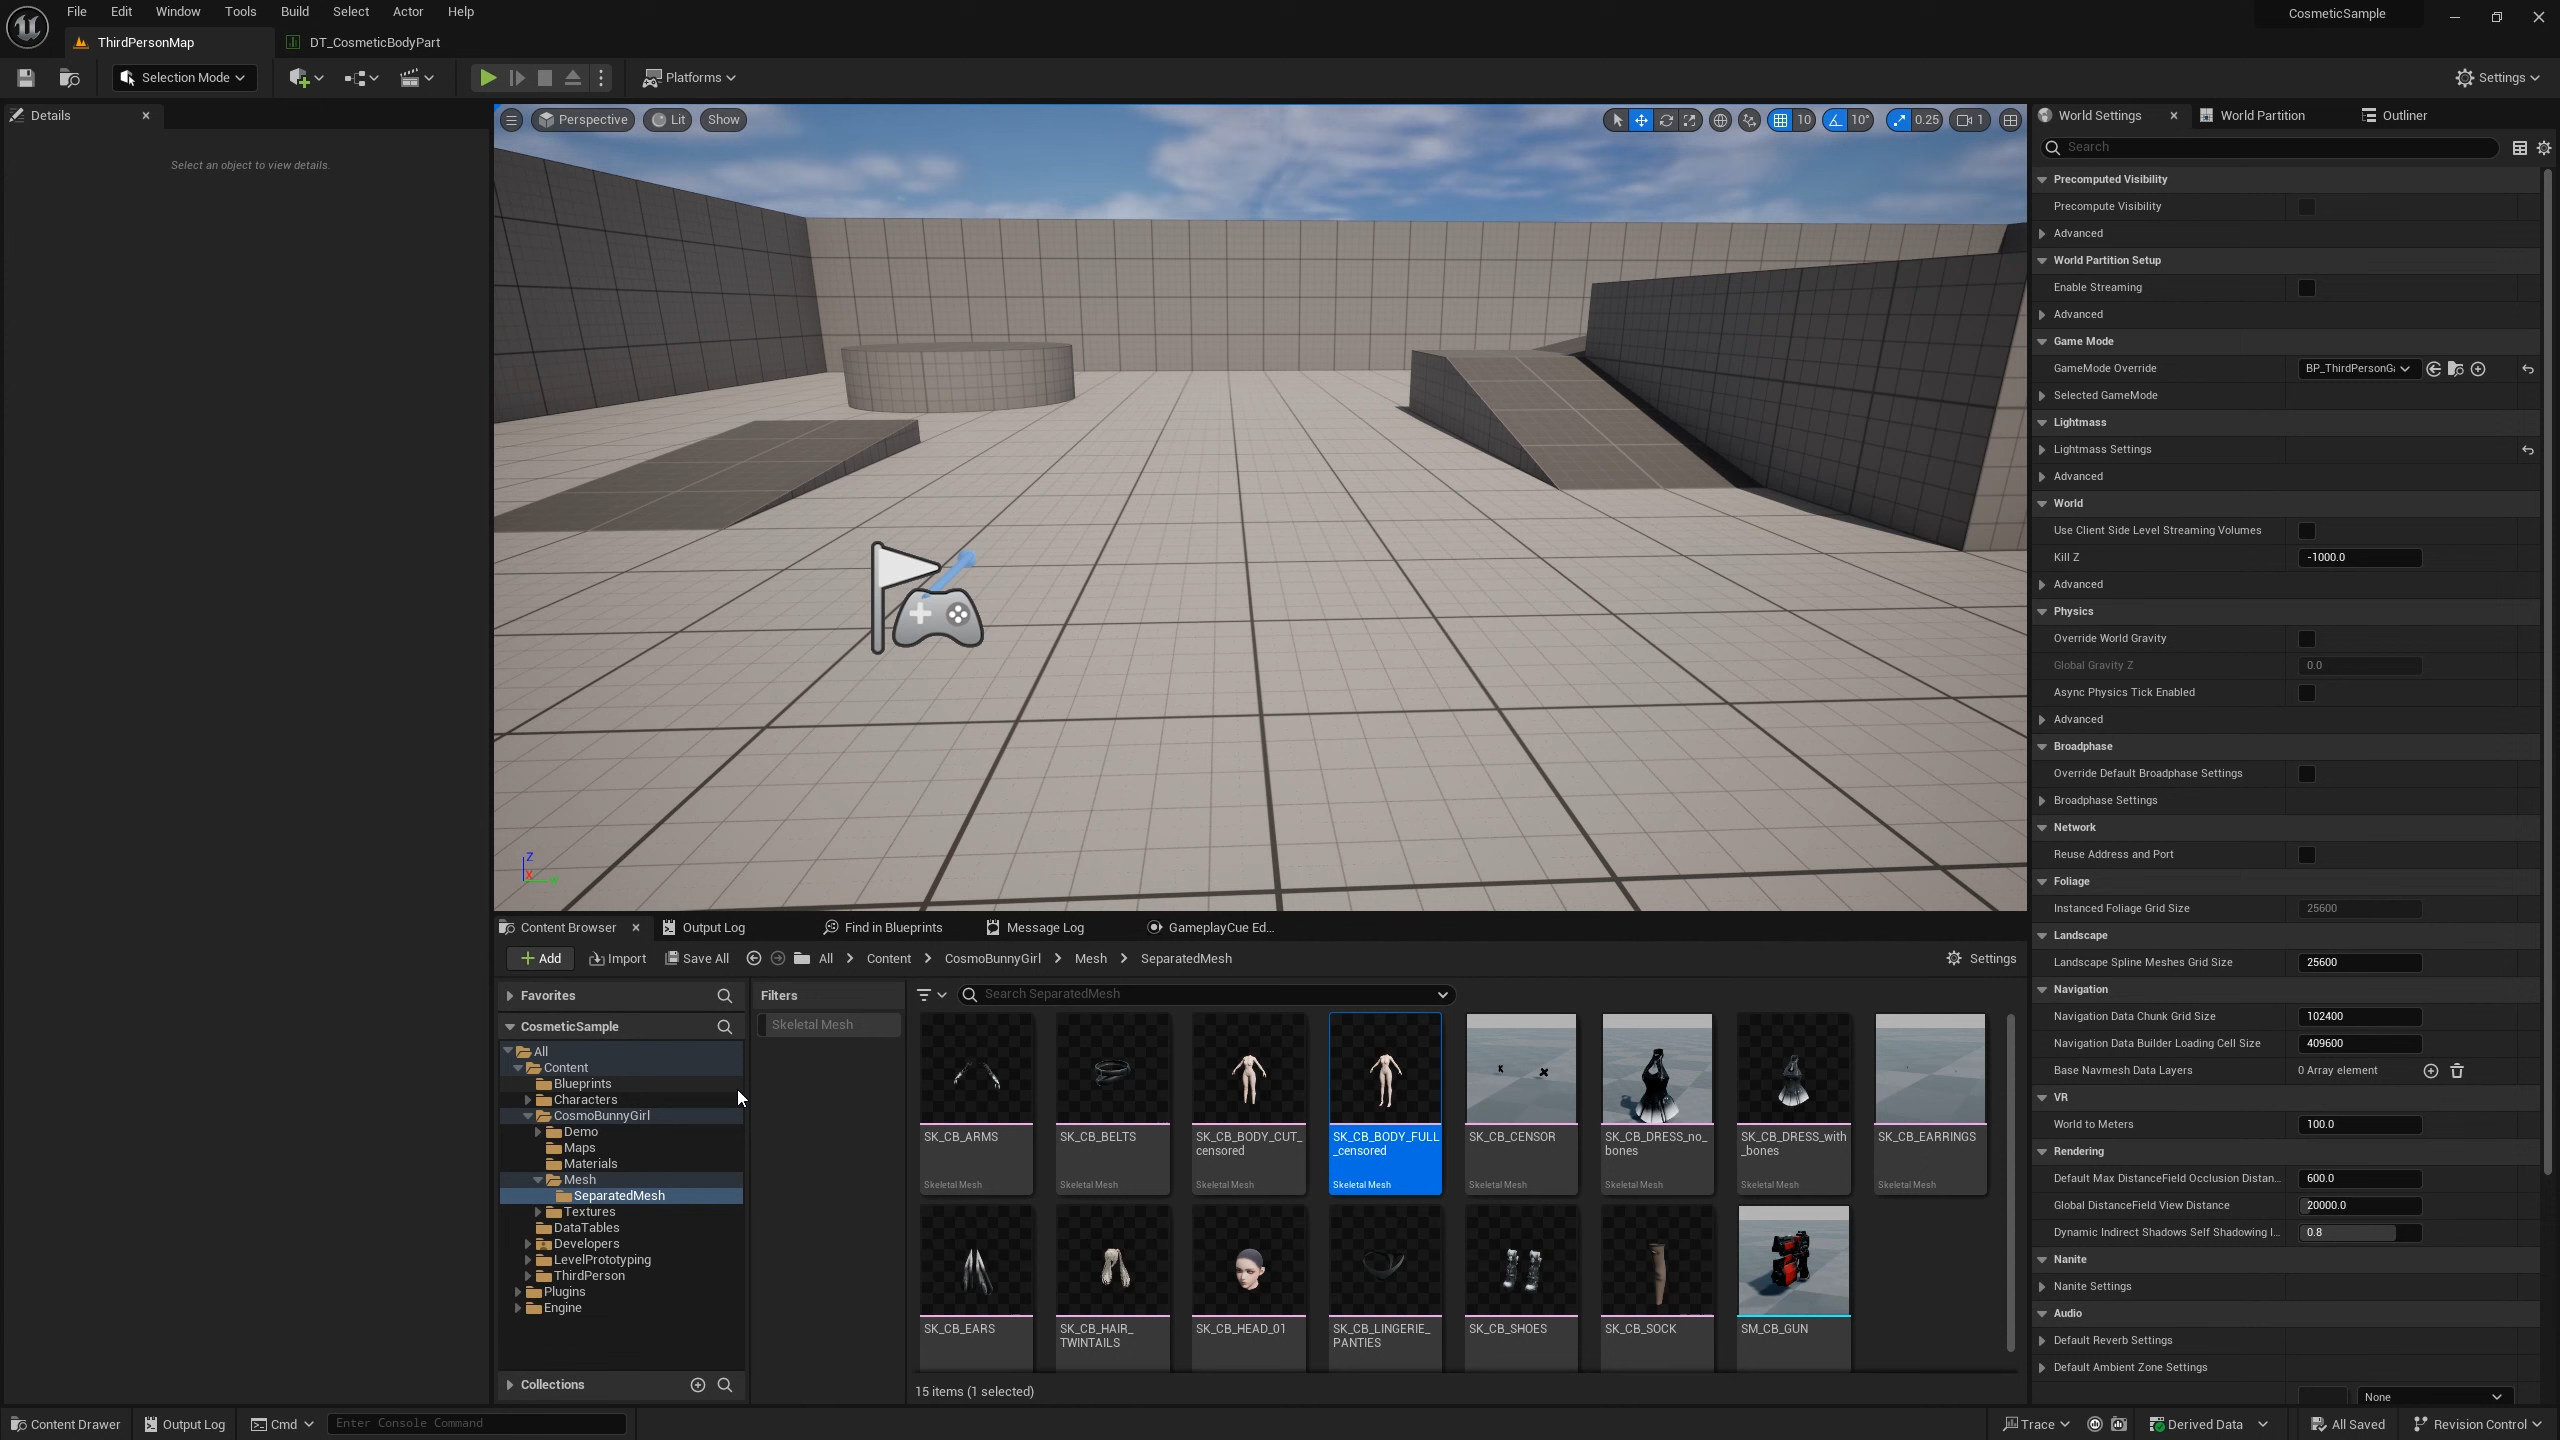 File Edit Window Tools Build Select Actor Help
CosmeticSample
ThirdPersonMap
DT_CosmeticBodyPart
Selection Mode
Platforms
Settings
Details
Select an object to view details.
Perspective
Lit
Show
10
10°
0.25
1
World Settings
World Partition
Outliner
Search
Precomputed Visibility
Precompute Visibility
Advanced
World Partition Setup
Enable Streaming
Advanced
Game Mode
GameMode Override
BP_ThirdPersonGa
Selected GameMode
Lightmass
Lightmass Settings
Advanced
World
Use Client Side Level Streaming Volumes
Kill Z
-1000.0
Advanced
Physics
Override World Gravity
Global Gravity Z
0.0
Async Physics Tick Enabled
Advanced
Broadphase
Override Default Broadphase Settings
Broadphase Settings
Network
Reuse Address and Port
Foliage
Instanced Foliage Grid Size
25600
Landscape
Landscape Spline Meshes Grid Size
25600
Navigation
Navigation Data Chunk Grid Size
102400
Navigation Data Builder Loading Cell Size
409600
Base Navmesh Data Layers
0 Array element
VR
World to Meters
100.0
Rendering
Default Max DistanceField Occlusion Distan...
600.0
Global DistanceField View Distance
20000.0
Dynamic Indirect Shadows Self Shadowing I...
0.8
Nanite
Nanite Settings
Audio
Default Reverb Settings
Default Ambient Zone Settings
None
Z
X
Y
Content Browser
Output Log
Find in Blueprints
Message Log
GameplayCue Ed...
Add
Import
Save All
All
Content
CosmoBunnyGirl
Mesh
SeparatedMesh
Settings
Favorites
CosmeticSample
All
Content
Blueprints
Characters
CosmoBunnyGirl
Demo
Maps
Materials
Mesh
SeparatedMesh
Textures
DataTables
Developers
LevelPrototyping
ThirdPerson
Plugins
Engine
Collections
Filters
Skeletal Mesh
Search SeparatedMesh
SK_CB_ARMS
Skeletal Mesh
SK_CB_BELTS
Skeletal Mesh
SK_CB_BODY_CUT_
censored
Skeletal Mesh
SK_CB_BODY_FULL
_censored
Skeletal Mesh
SK_CB_CENSOR
Skeletal Mesh
SK_CB_DRESS_no_
bones
Skeletal Mesh
SK_CB_DRESS_with
_bones
Skeletal Mesh
SK_CB_EARRINGS
Skeletal Mesh
SK_CB_EARS
SK_CB_HAIR_
TWINTAILS
SK_CB_HEAD_01
SK_CB_LINGERIE_
PANTIES
SK_CB_SHOES
SK_CB_SOCK
SM_CB_GUN
15 items (1 selected)
Content Drawer
Output Log
Cmd
Enter Console Command
Trace
Derived Data
All Saved
Revision Control